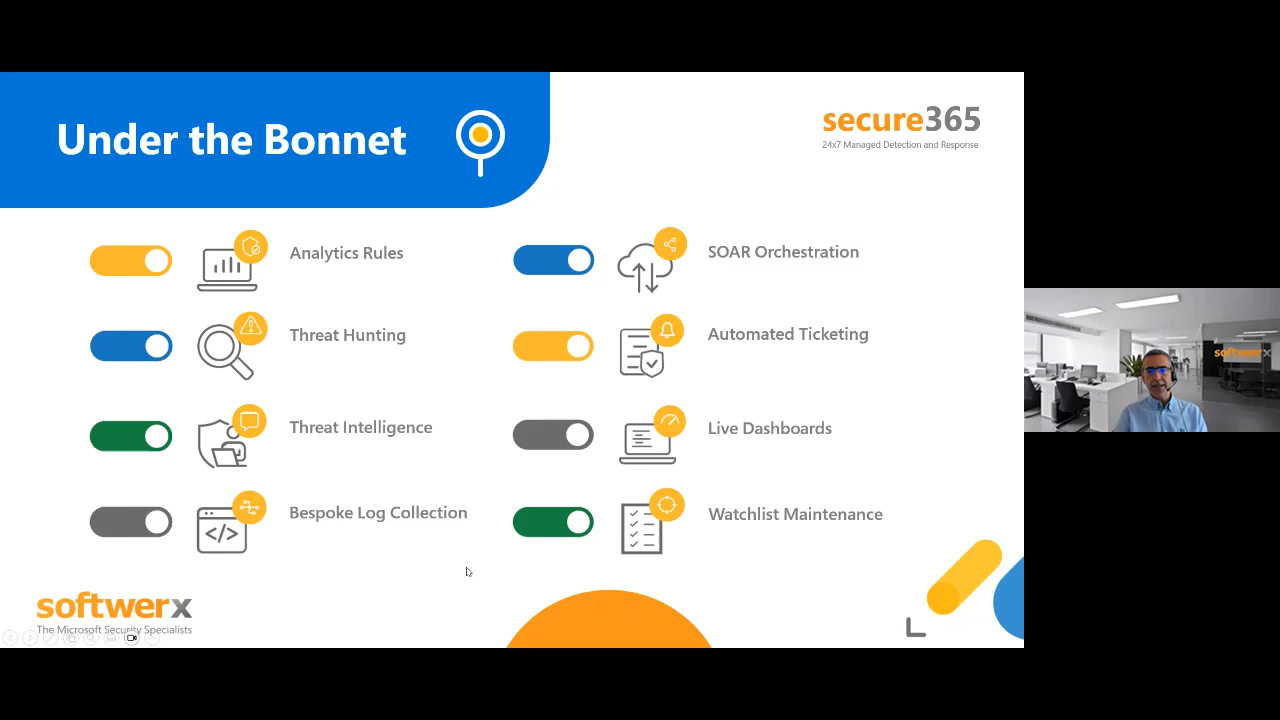 Under the Bonnet
secure365
24x7 Managed Detection and Response
Analytics Rules
SOAR Orchestration
Threat Hunting
Automated Ticketing
Threat Intelligence
Live Dashboards
Bespoke Log Collection
</>
Watchlist Maintenance
softwerx
The Microsoft Security Specialists
softwerx